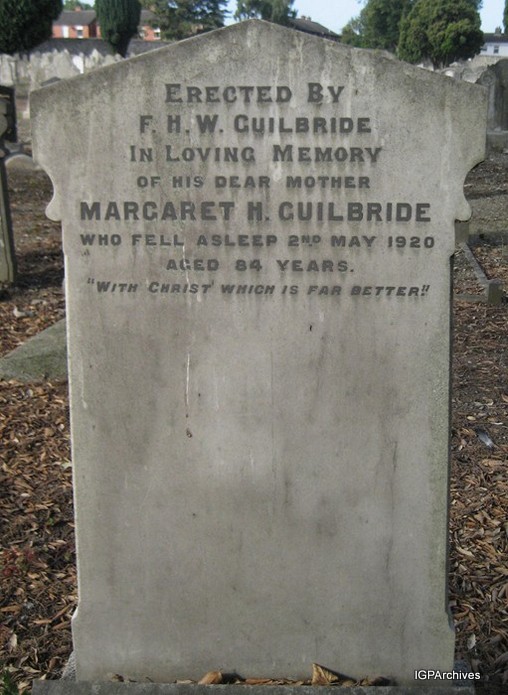 ERECTED BY
F. H. W. GUILBRIDE
IN LOVING MEMORY
OF HIS DEAR MOTHER
MARGARET H. GUILBRIDE
WHO FELL ASLEEP 2ND MAY 1920
AGED 84 YEARS.
"WITH CHRIST' WHICH IS FAR BETTER."
IGPArchives